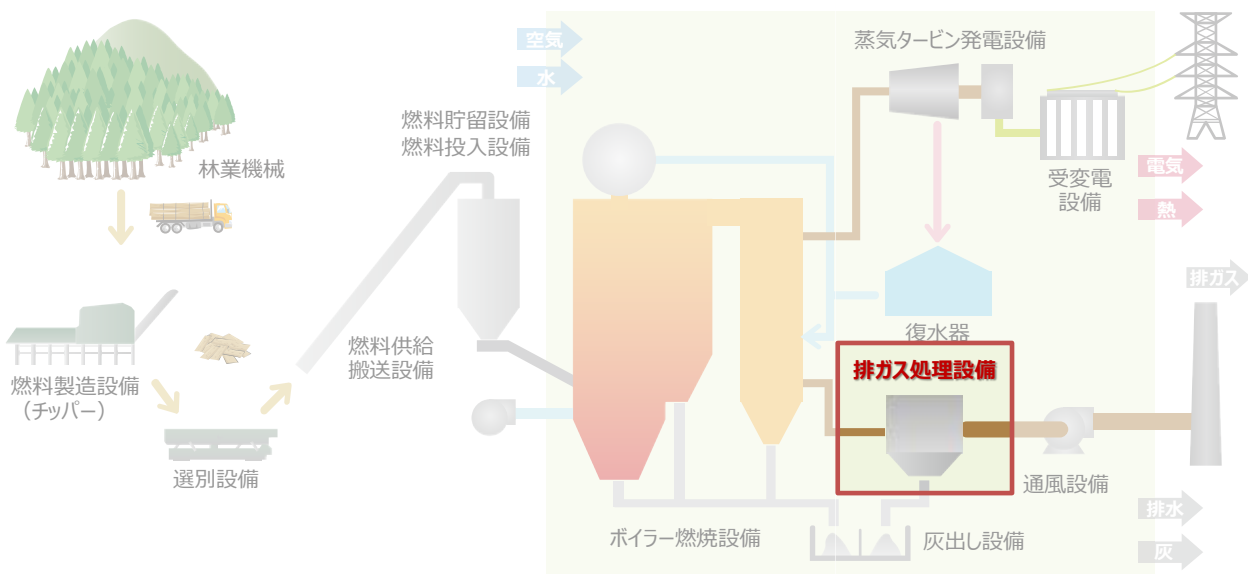 空気
水
蒸気タービン発電設備
燃料貯留設備
燃料投入設備
林業機械
受変電
設備
電気
熱
排ガス
復水器
燃料供給
搬送設備
排ガス処理設備
燃料製造設備
（チッパー）
選別設備
通風設備
ボイラー燃焼設備
灰出し設備
排水
灰